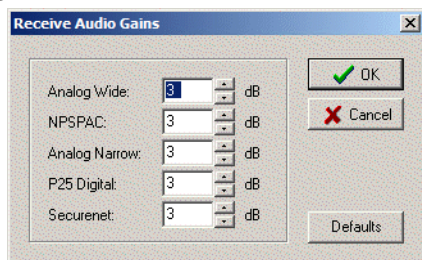 Receive Audio Gains
Analog Wide: 3 dB
NPSPAC: 3 dB
Analog Narrow: 3 dB
P25 Digital: 3 dB
Securenet: 3 dB
OK
Cancel
Defaults